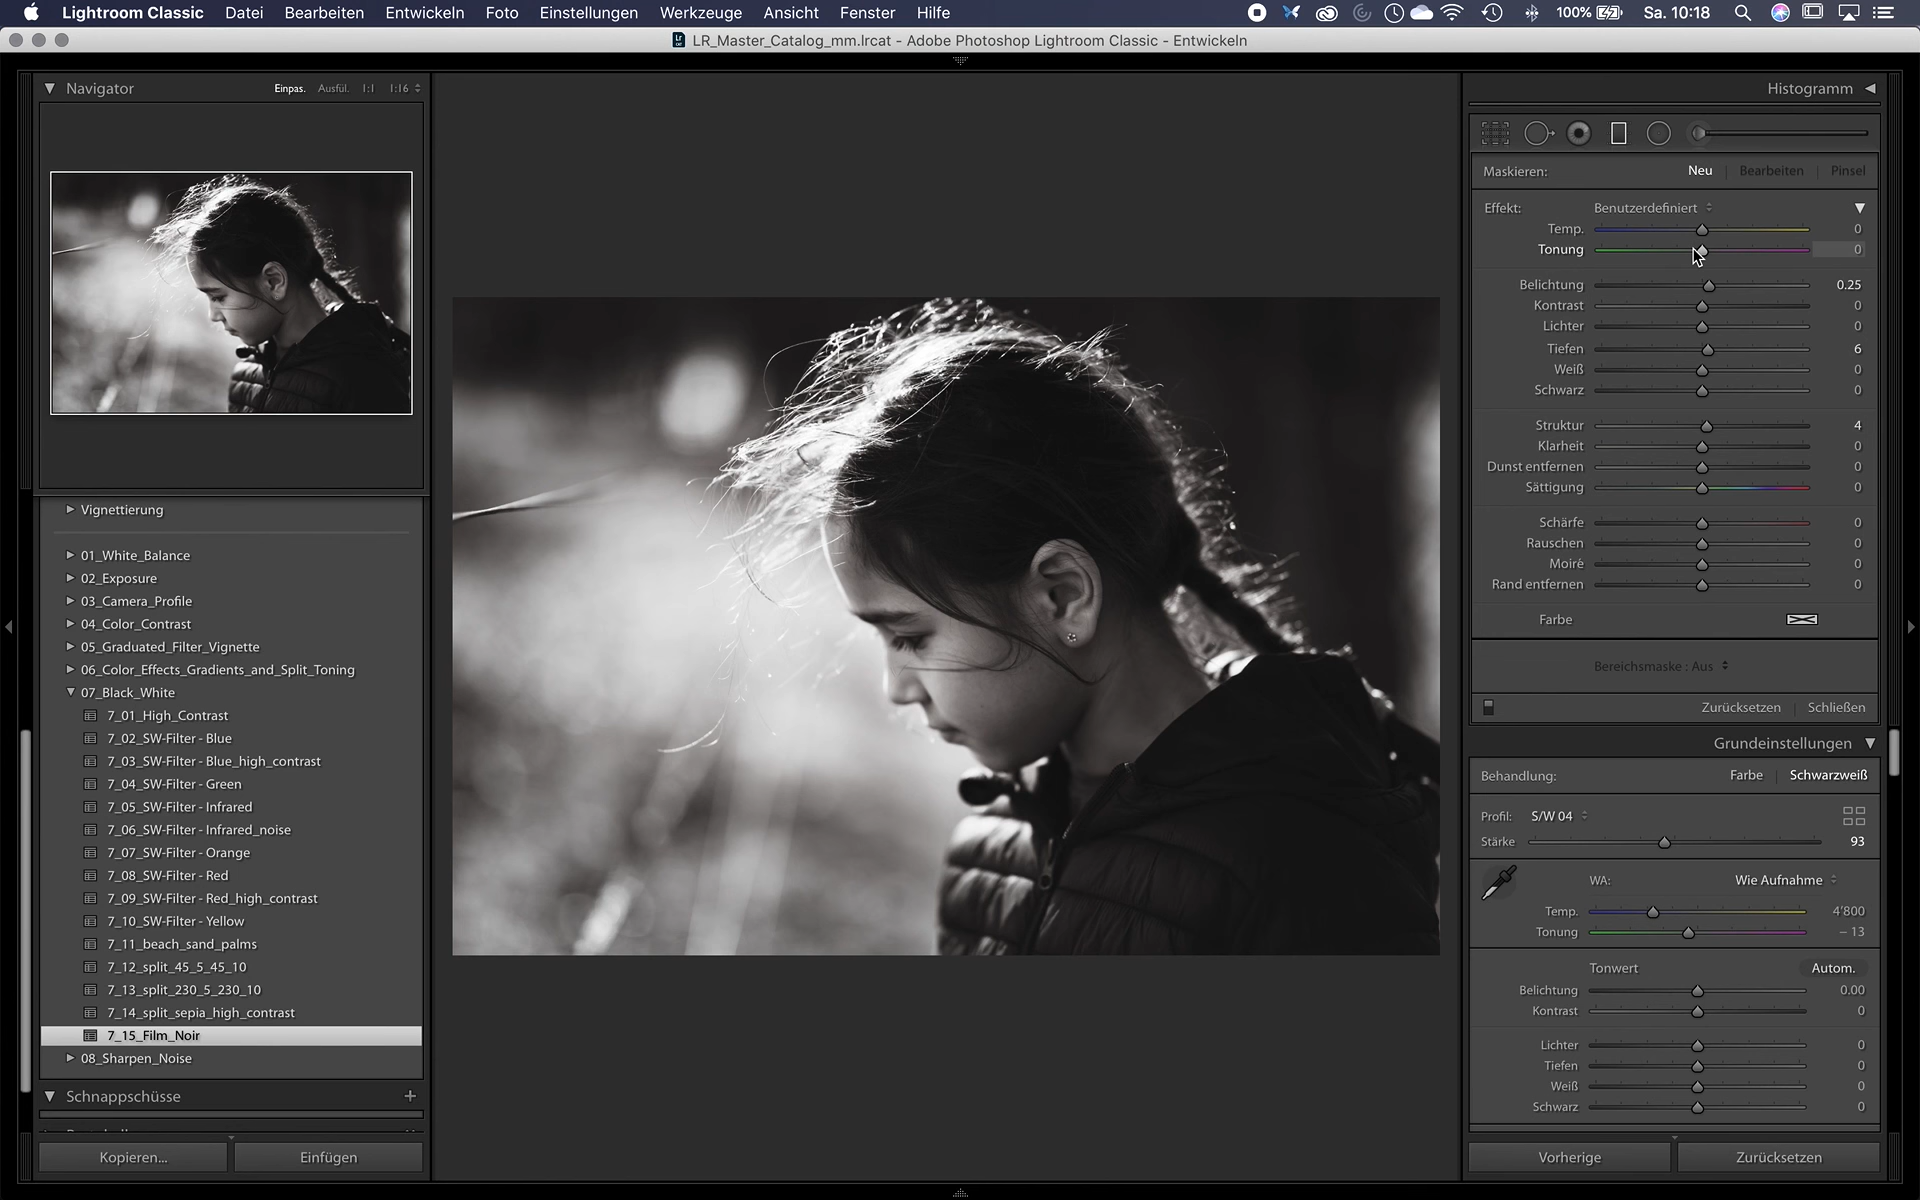 Lightroom Classic Datei Bearbeiten Entwickeln Foto Einstellungen Werkzeuge Ansicht Fenster Hilfe 100% Sa. 10:18
LR_Master_Catalog_mm.lrcat - Adobe Photoshop Lightroom Classic - Entwickeln
Navigator Einpas. Ausfül. 1:1 1:16
Vignettierung
01_White_Balance
02_Exposure
03_Camera_Profile
04_Color_Contrast
05_Graduated_Filter_Vignette
06_Color_Effects_Gradients_and_Split_Toning
07_Black_White
7_01_High_Contrast
7_02_SW-Filter - Blue
7_03_SW-Filter - Blue_high_contrast
7_04_SW-Filter - Green
7_05_SW-Filter - Infrared
7_06_SW-Filter - Infrared_noise
7_07_SW-Filter - Orange
7_08_SW-Filter - Red
7_09_SW-Filter - Red_high_contrast
7_10_SW-Filter - Yellow
7_11_beach_sand_palms
7_12_split_45_5_45_10
7_13_split_230_5_230_10
7_14_split_sepia_high_contrast
7_15_Film_Noir
08_Sharpen_Noise
Schnappschüsse +
Kopieren... Einfügen
Histogramm
Maskieren: Neu Bearbeiten Pinsel
Effekt: Benutzerdefiniert
Temp. 0
Tonung 0
Belichtung 0.25
Kontrast 0
Lichter 0
Tiefen 6
Weiß 0
Schwarz 0
Struktur 4
Klarheit 0
Dunst entfernen 0
Sättigung 0
Schärfe 0
Rauschen 0
Moiré 0
Rand entfernen 0
Farbe
Bereichsmaske : Aus
Zurücksetzen Schließen
Grundeinstellungen
Behandlung: Farbe Schwarzweiß
Profil: S/W 04
Stärke 93
WA: Wie Aufnahme
Temp. 4'800
Tonung – 13
Tonwert Autom.
Belichtung 0.00
Kontrast 0
Lichter 0
Tiefen 0
Weiß 0
Schwarz 0
Vorherige Zurücksetzen